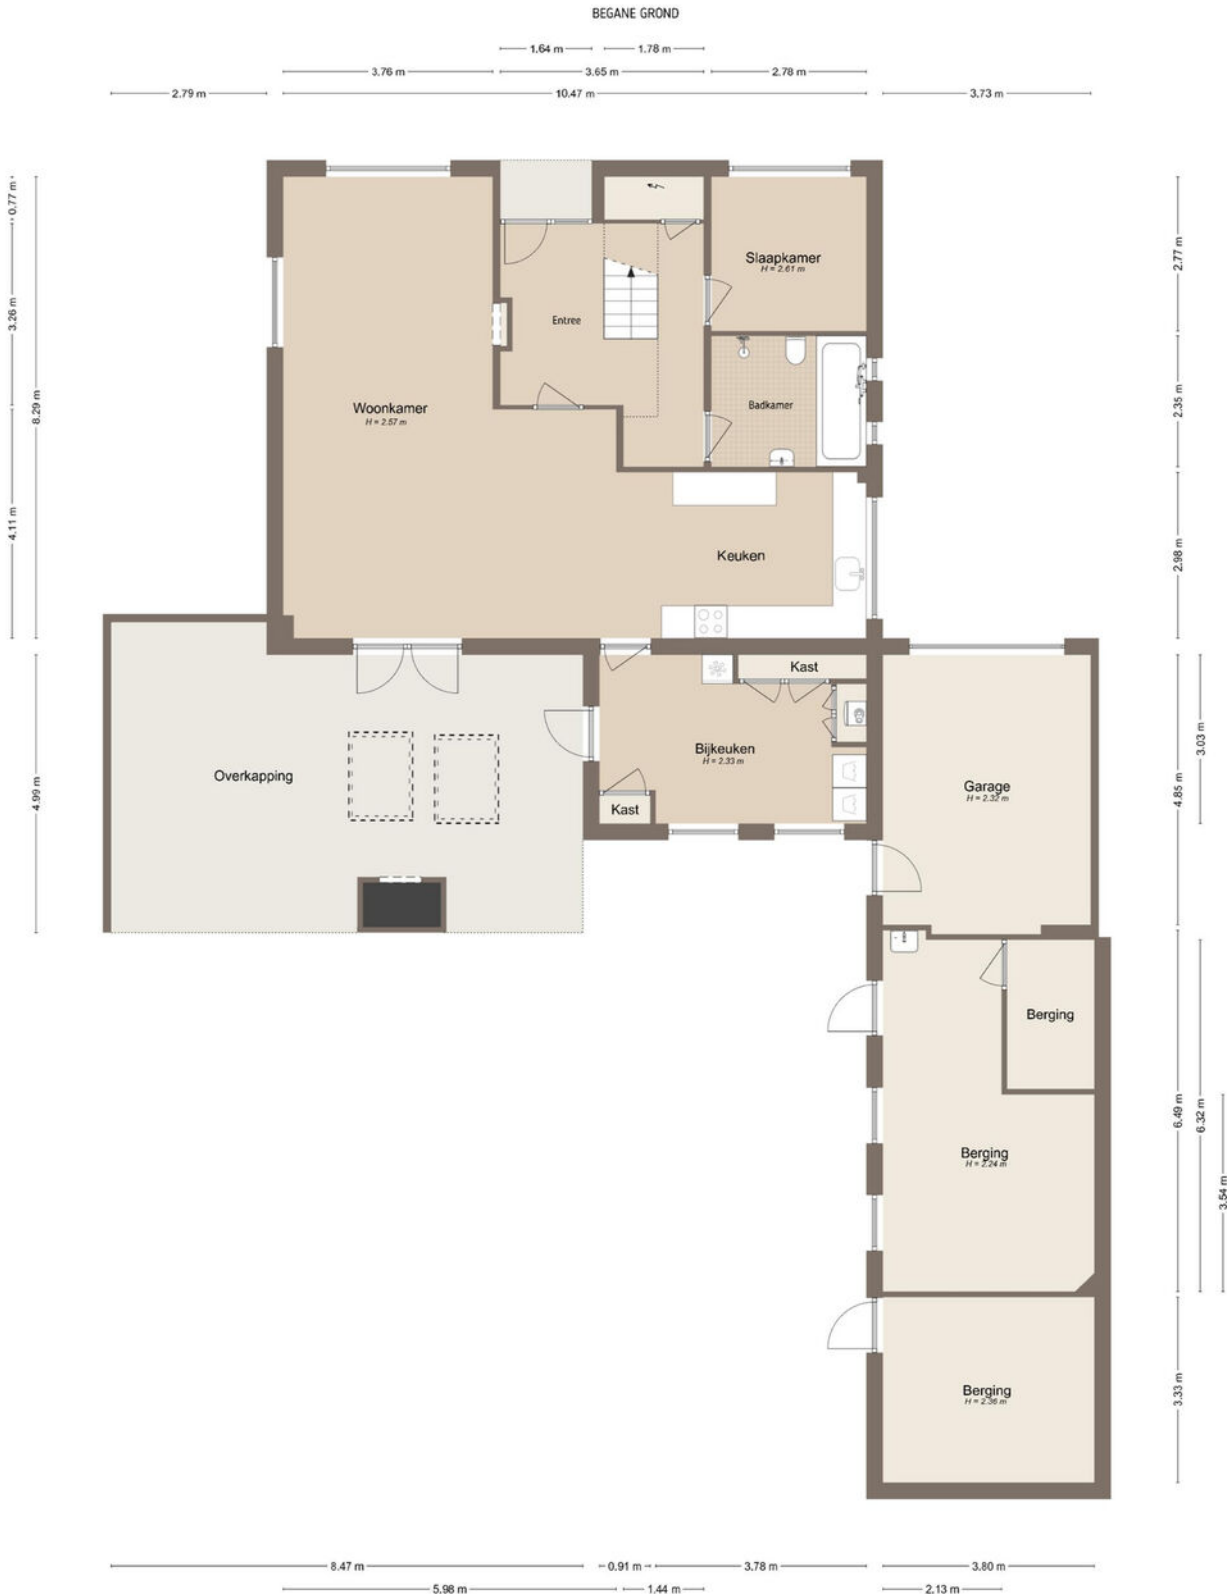 BEGANE GROND
1.64 m
1.78 m
3.76 m
3.65 m
2.78 m
2.79 m
10.47 m
3.73 m
0.77 m
3.26 m
4.11 m
8.29 m
4.99 m
2.77 m
2.35 m
2.98 m
3.03 m
4.85 m
6.49 m
6.32 m
3.54 m
3.33 m
Slaapkamer
H = 2.61 m
Entree
Woonkamer
H = 2.57 m
Badkamer
Keuken
Kast
Bijkeuken
H = 2.33 m
Overkapping
Kast
Garage
H = 2.32 m
Berging
Berging
H = 2.24 m
Berging
H = 2.36 m
8.47 m
0.91 m
3.78 m
3.80 m
5.98 m
1.44 m
2.13 m